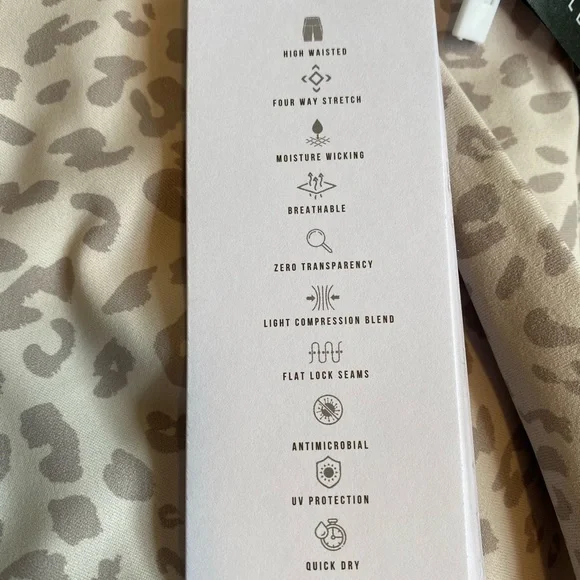 HIGH WAISTED
FOUR WAY STRETCH
MOISTURE WICKING
BREATHABLE
ZERO TRANSPARENCY
LIGHT COMPRESSION BLEND
FLAT LOCK SEAMS
ANTIMICROBIAL
UV PROTECTION
QUICK DRY